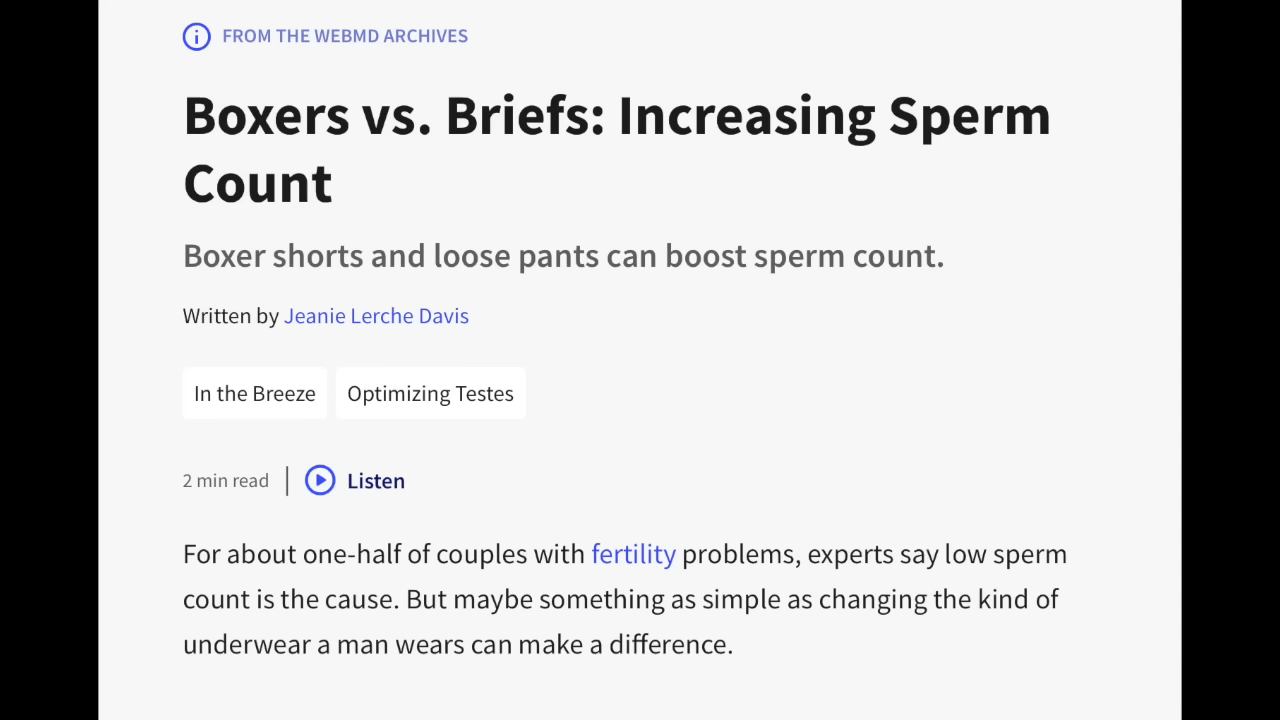 FROM THE WEBMD ARCHIVES
Boxers vs. Briefs: Increasing Sperm
Count
Boxer shorts and loose pants can boost sperm count.
Written by Jeanie Lerche Davis
In the Breeze Optimizing Testes
2 min read | Listen
For about one-half of couples with fertility problems, experts say low sperm
count is the cause. But maybe something as simple as changing the kind of
underwear a man wears can make a difference.